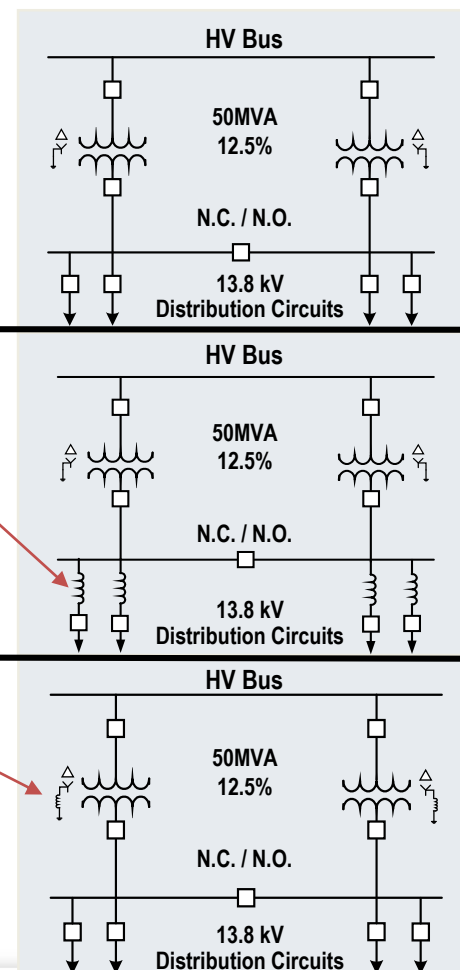 HV Bus
50MVA
12.5%
N.C. / N.O.
13.8 kV
Distribution Circuits
HV Bus
50MVA
12.5%
N.C. / N.O.
13.8 kV
Distribution Circuits
HV Bus
50MVA
12.5%
N.C. / N.O.
13.8 kV
Distribution Circuits